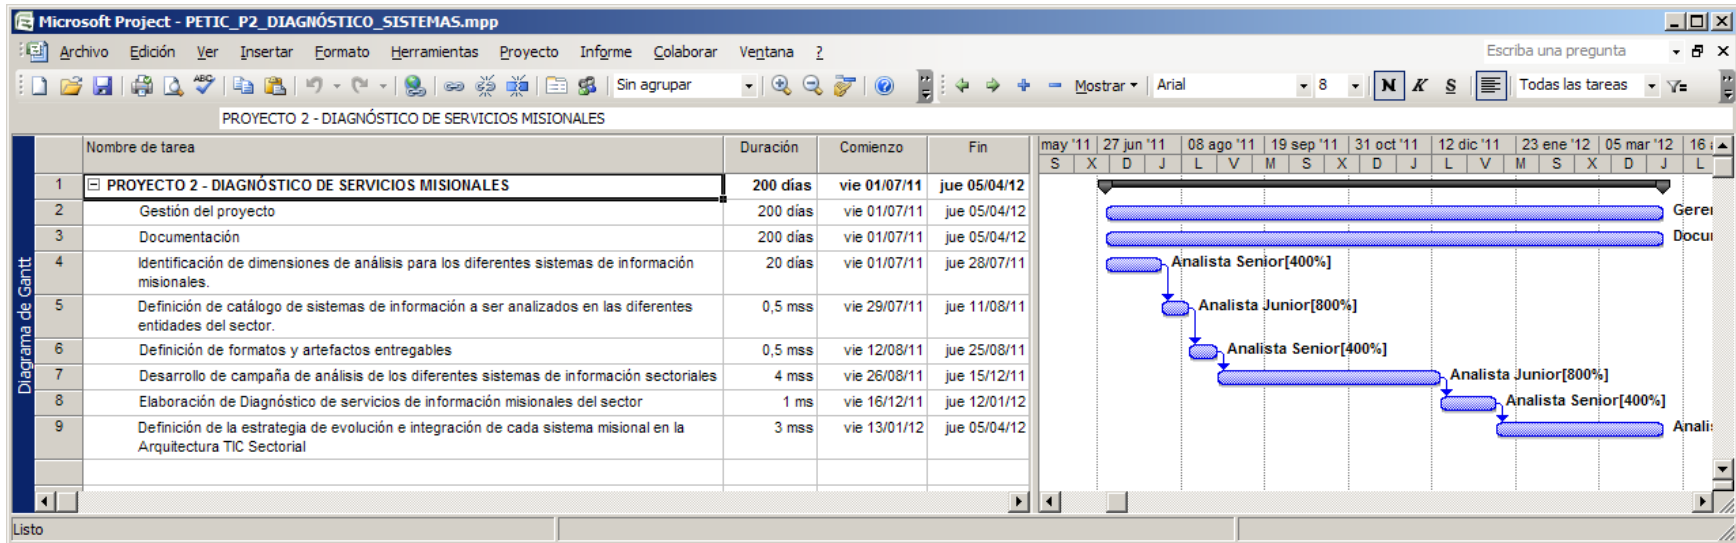 Microsoft Project - PETIC_P2_DIAGNÓSTICO_SISTEMAS.mpp
Archivo Edición Ver Insertar Formato Herramientas Proyecto Informe Colaborar Ventana ? Escriba una pregunta
Sin agrupar Mostrar Arial 8 N K S Todas las tareas
PROYECTO 2 - DIAGNÓSTICO DE SERVICIOS MISIONALES
Nombre de tarea Duración Comienzo Fin may '11 27 jun '11 08 ago '11 19 sep '11 31 oct '11 12 dic '11 23 ene '12 05 mar '12 16
S X D J L V M S X D J L V M S X D J L
1 PROYECTO 2 - DIAGNÓSTICO DE SERVICIOS MISIONALES 200 días vie 01/07/11 jue 05/04/12
2 Gestión del proyecto 200 días vie 01/07/11 jue 05/04/12 Geren
3 Documentación 200 días vie 01/07/11 jue 05/04/12 Docum
4 Identificación de dimensiones de análisis para los diferentes sistemas de información 20 días vie 01/07/11 jue 28/07/11 Analista Senior[400%]
misionales.
5 Definición de catálogo de sistemas de información a ser analizados en las diferentes 0,5 mss vie 29/07/11 jue 11/08/11 Analista Junior[800%]
entidades del sector.
6 Definición de formatos y artefactos entregables 0,5 mss vie 12/08/11 jue 25/08/11 Analista Senior[400%]
7 Desarrollo de campaña de análisis de los diferentes sistemas de información sectoriales 4 mss vie 26/08/11 jue 15/12/11 Analista Junior[800%]
8 Elaboración de Diagnóstico de servicios de información misionales del sector 1 ms vie 16/12/11 jue 12/01/12 Analista Senior[400%]
9 Definición de la estrategia de evolución e integración de cada sistema misional en la 3 mss vie 13/01/12 jue 05/04/12 Analis
Arquitectura TIC Sectorial
Diagrama de Gantt
Listo